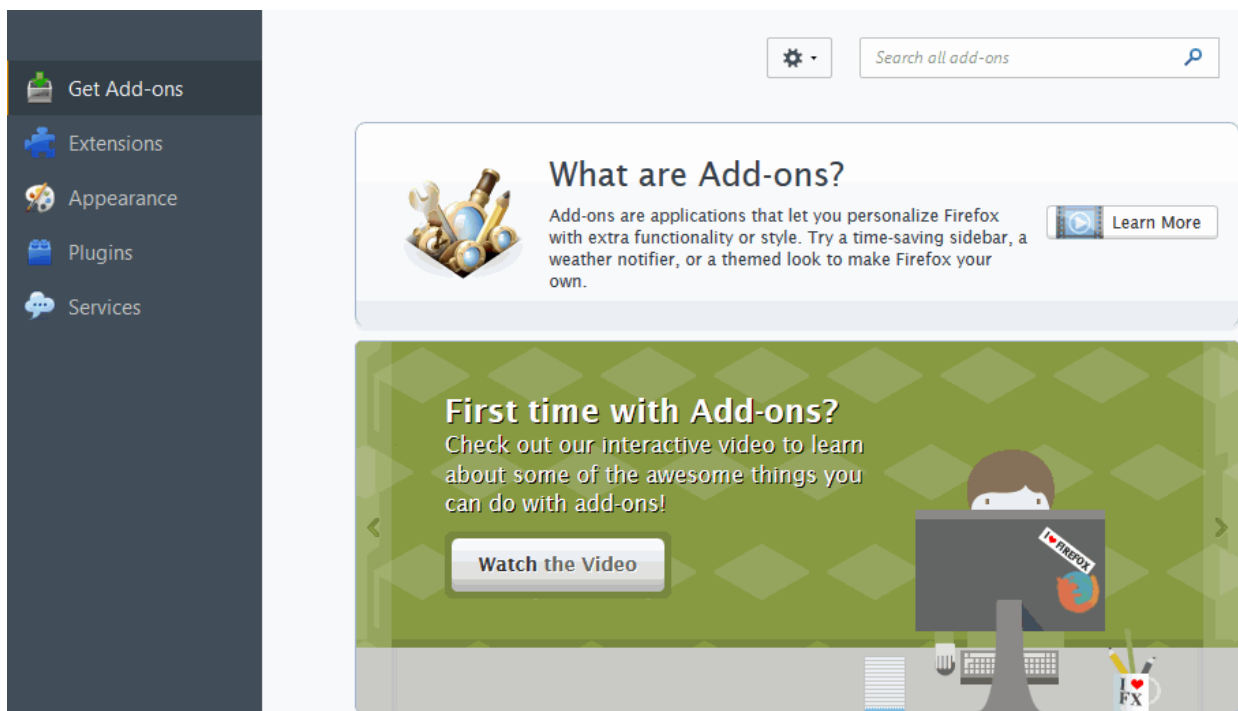 Get Add-ons
Extensions
Appearance
Plugins
Services
Search all add-ons
What are Add-ons?
Add-ons are applications that let you personalize Firefox
with extra functionality or style. Try a time-saving sidebar, a
weather notifier, or a themed look to make Firefox your
own.
Learn More
First time with Add-ons?
Check out our interactive video to learn
about some of the awesome things you
can do with add-ons!
Watch the Video
I ♥ FIREFOX
I ♥
FX